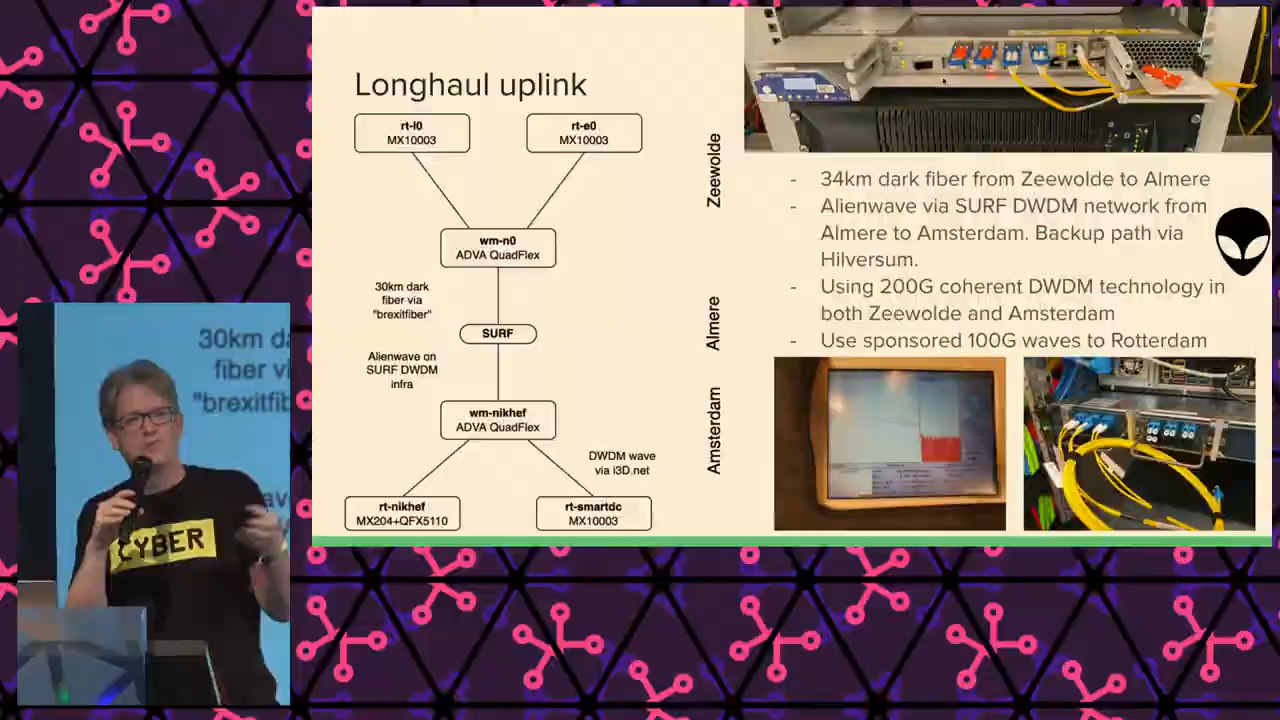 Longhaul uplink
rt-l0
MX10003
rt-e0
MX10003
wm-n0
ADVA QuadFlex
30km dark
fiber via
"brexitfiber"
SURF
Alienwave on
SURF DWDM
infra
wm-nikhef
ADVA QuadFlex
DWDM wave
via i3D.net
rt-nikhef
MX204+QFX5110
rt-smartdc
MX10003
Zeewolde
Almere
Amsterdam
- 34km dark fiber from Zeewolde to Almere
- Alienwave via SURF DWDM network from
Almere to Amsterdam. Backup path via
Hilversum.
- Using 200G coherent DWDM technology in
both Zeewolde and Amsterdam
- Use sponsored 100G waves to Rotterdam
30km da
fiber vi
"brexitfib
CYBER